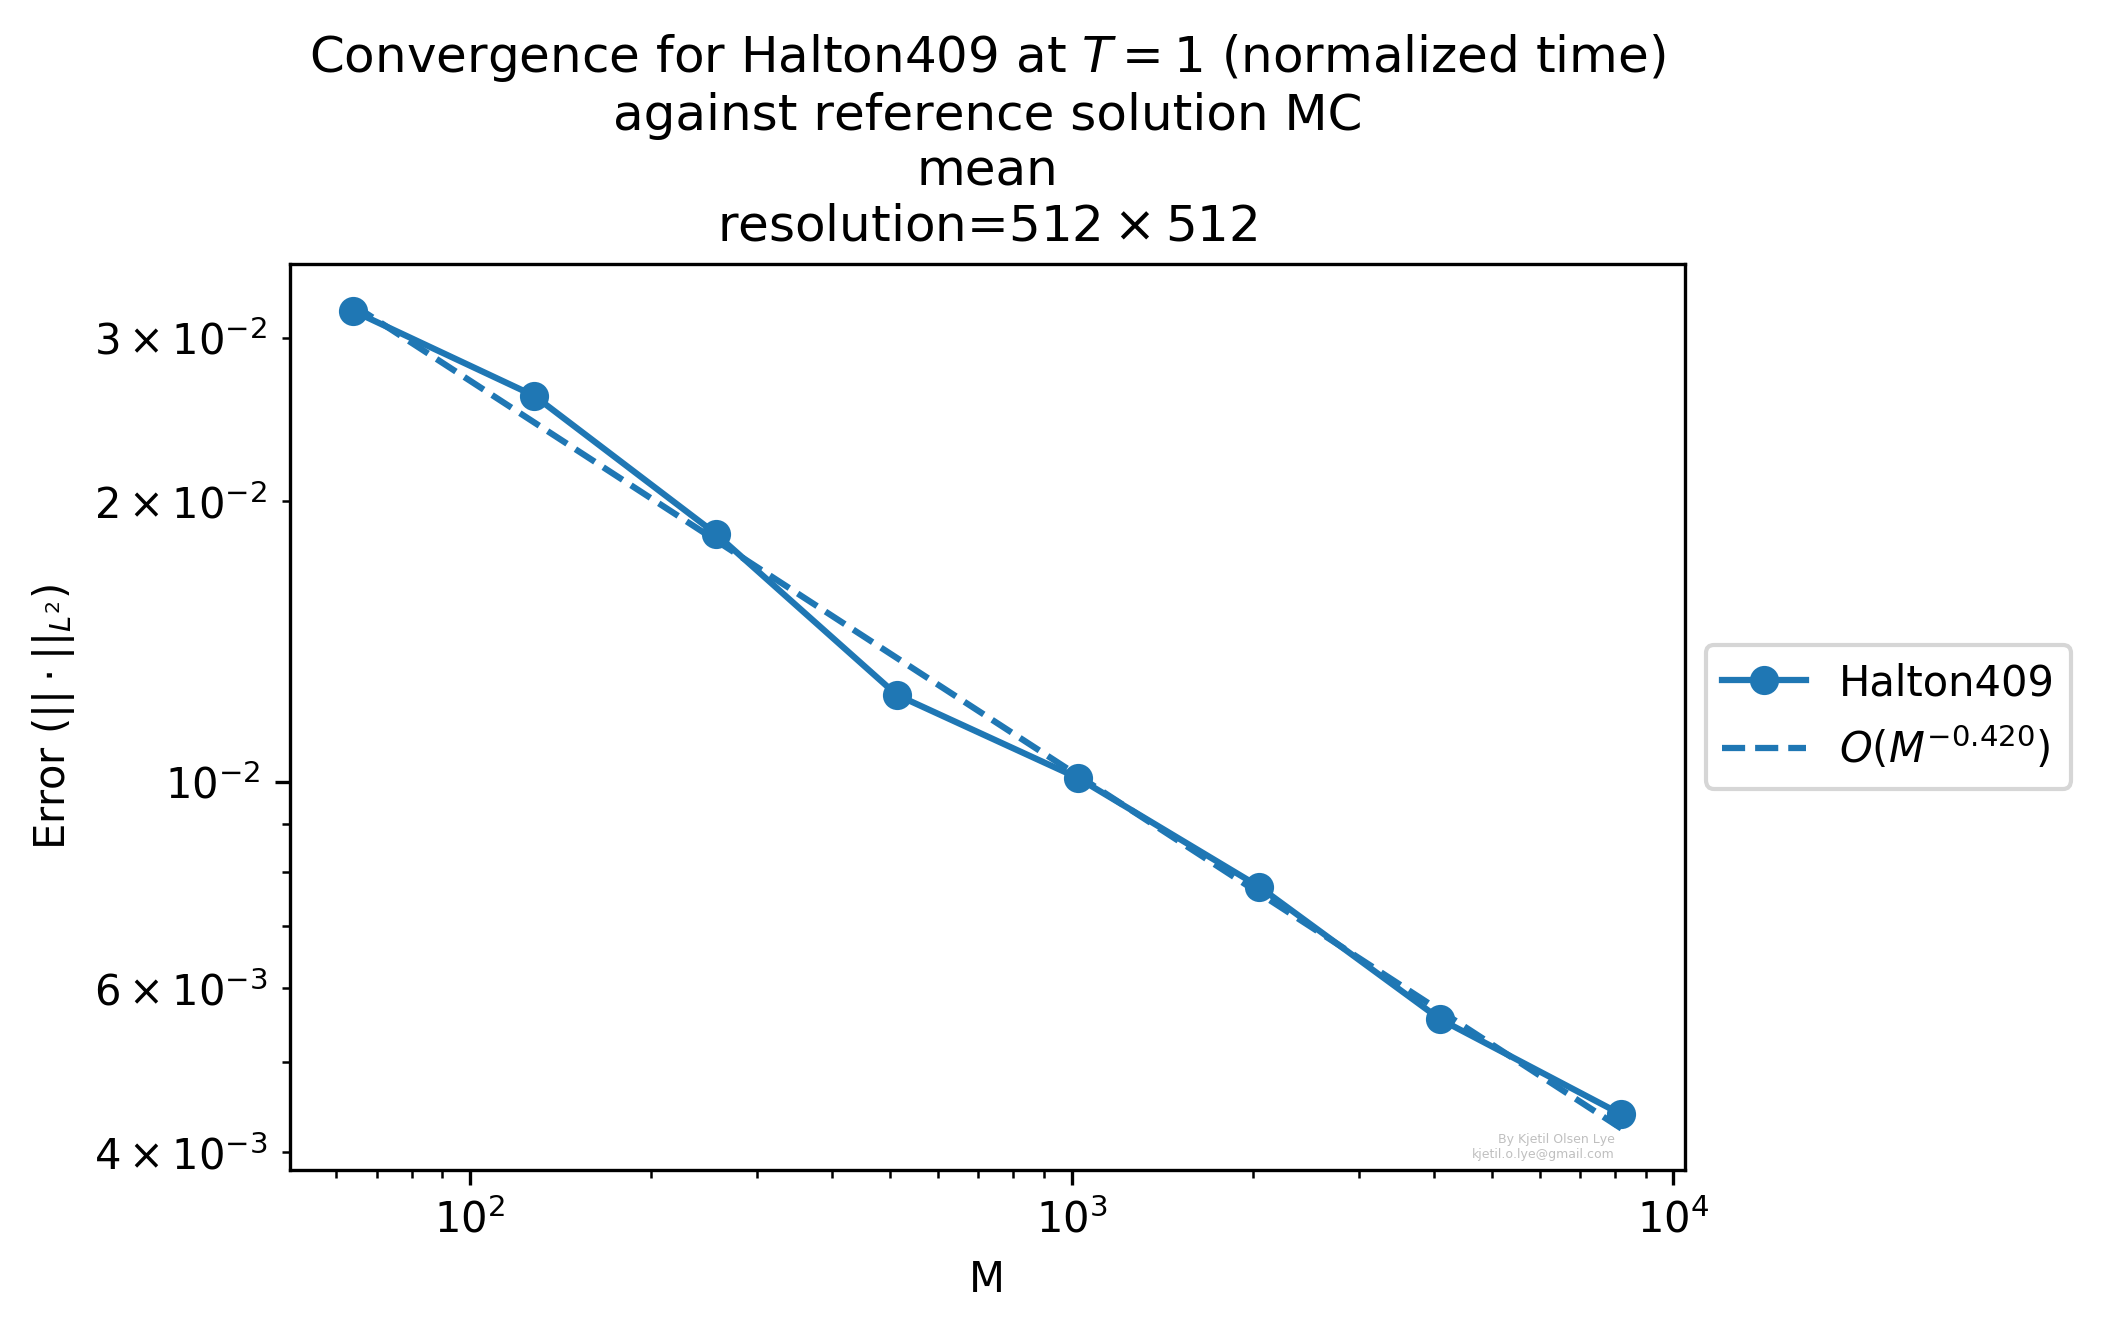 Convergence for Halton409 at T = 1 (normalized time)
against reference solution MC
mean
resolution=512 × 512
3 × 10⁻²
2 × 10⁻²
10⁻²
6 × 10⁻³
4 × 10⁻³
Error (|| · ||_{L²})
Halton409
O(M⁻⁰·⁴²⁰)
By Kjetil Olsen Lye
kjetil.o.lye@gmail.com
10² 10³ 10⁴
M